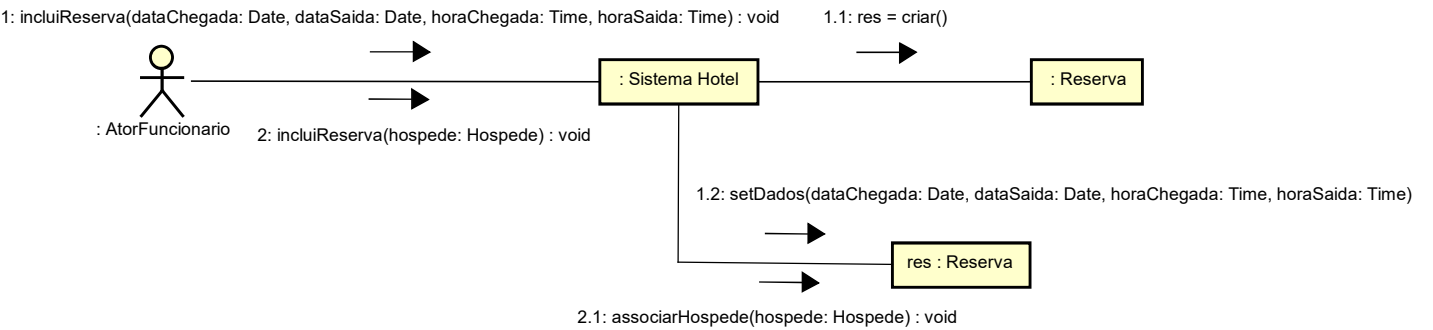 1: incluiReserva(dataChegada: Date, dataSaida: Date, horaChegada: Time, horaSaida: Time) : void
1.1: res = criar()
: Sistema Hotel
: Reserva
: AtorFuncionario
2: incluiReserva(hospede: Hospede) : void
1.2: setDados(dataChegada: Date, dataSaida: Date, horaChegada: Time, horaSaida: Time)
res : Reserva
2.1: associarHospede(hospede: Hospede) : void